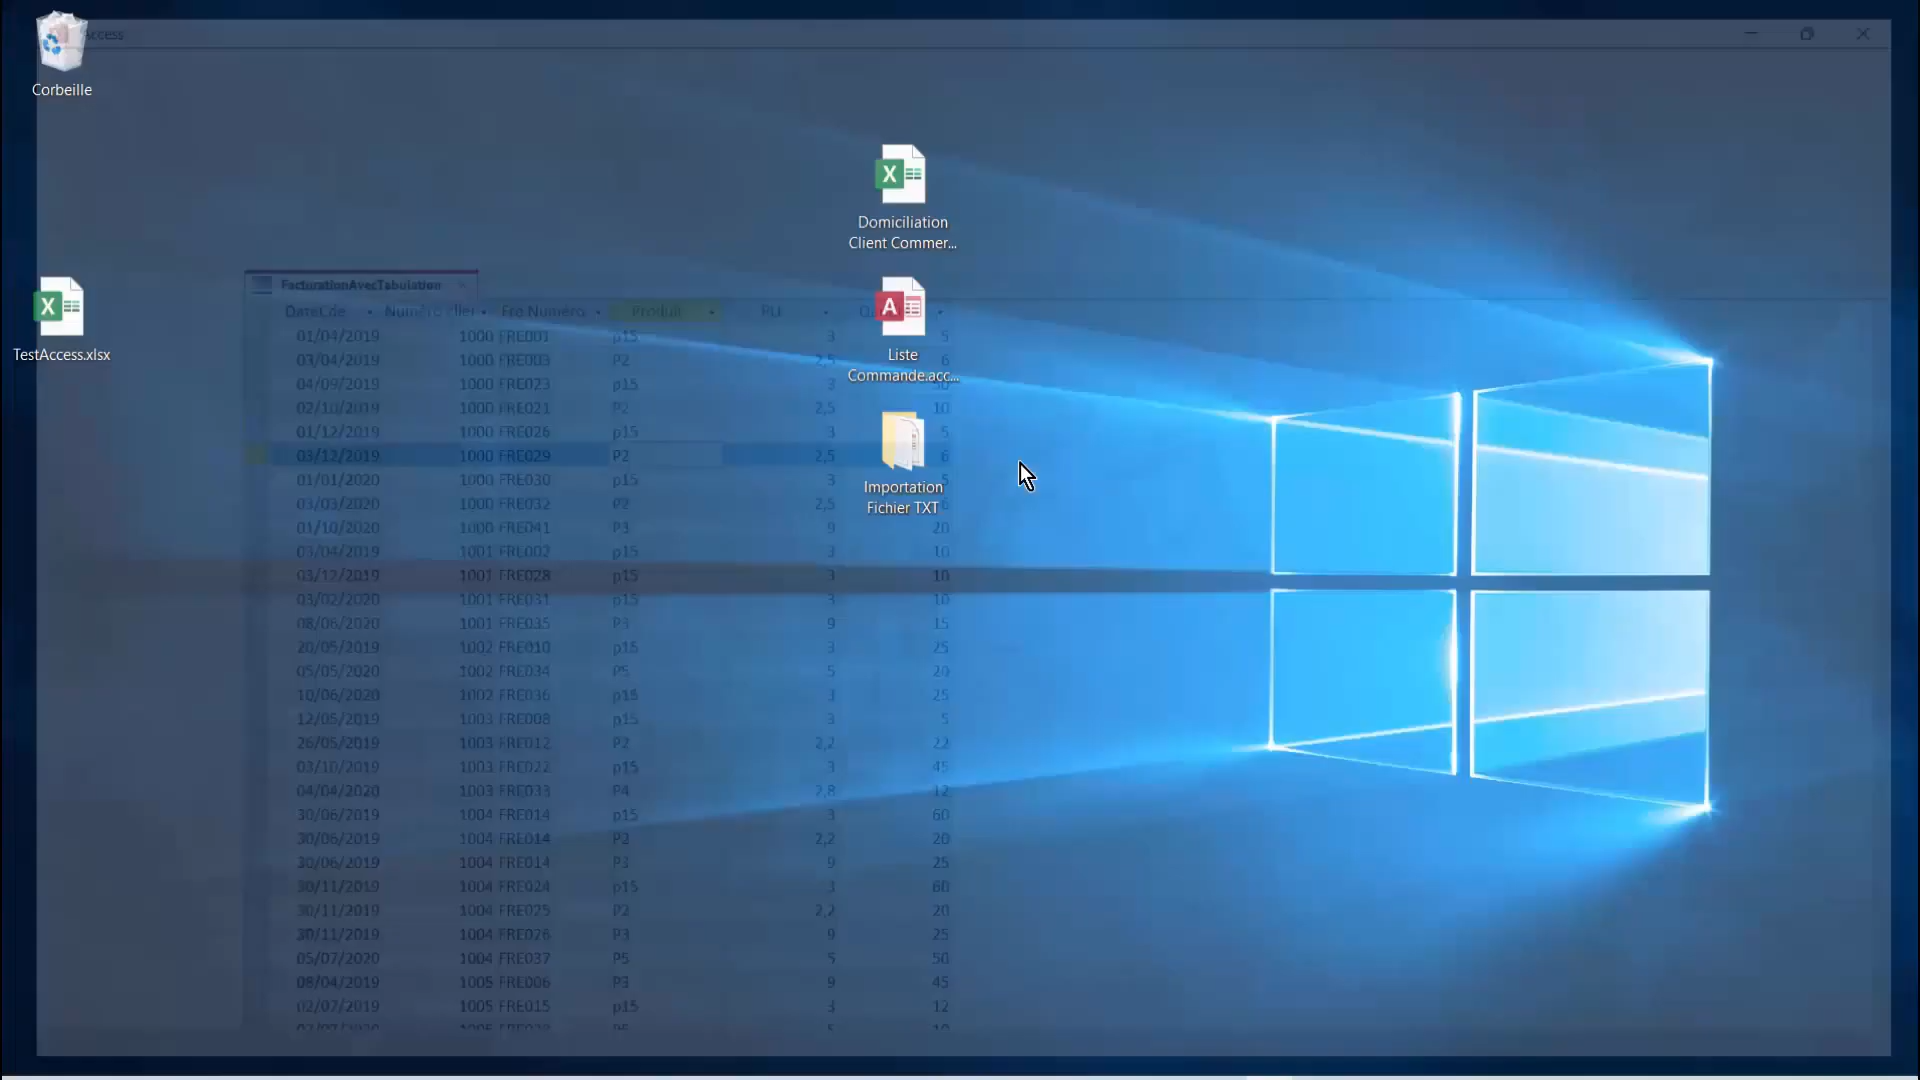 Access
Corbeille
Domiciliation
Client Commer...
TestAccess.xlsx
Liste
Commande.acc...
Importation
Fichier TXT
FacturationAvecTabulation
DateCde Fre Numéro Produit PU
01/04/2019 1000 FRE001 p15 3 5
03/04/2019 1000 FRE003 P2 2,5 6
04/09/2019 1000 FRE023 p15 3
02/10/2019 1000 FRE021 P2 2,5 10
01/12/2019 1000 FRE026 p15 3 5
03/12/2019 1000 FRE029 P2 2,5 6
01/01/2020 1000 FRE030 p15 3 5
03/03/2020 1000 FRE032 P2 2,5 6
01/10/2020 1000 FRE041 P3 9 20
03/04/2019 1001 FRE002 p15 3 10
03/12/2019 1001 FRE028 p15 3 10
03/02/2020 1001 FRE031 p15 3 10
08/06/2020 1001 FRE035 P3 9 15
20/05/2019 1002 FRE010 p15 3 25
05/05/2020 1002 FRE034 P5 5 20
10/06/2020 1002 FRE036 p15 3 25
12/05/2019 1003 FRE008 p15 3 5
26/05/2019 1003 FRE012 P2 2,2 22
03/10/2019 1003 FRE022 p15 3 45
04/04/2020 1003 FRE033 P4 2,8 12
30/06/2019 1004 FRE014 p15 3 60
30/06/2019 1004 FRE014 P2 2,2 20
30/06/2019 1004 FRE014 P3 9 25
30/11/2019 1004 FRE024 p15 3 60
30/11/2019 1004 FRE025 P2 2,2 20
30/11/2019 1004 FRE026 P3 9 25
05/07/2020 1004 FRE037 P5 5 50
08/04/2019 1005 FRE006 P3 9 45
02/07/2019 1005 FRE015 p15 3 12